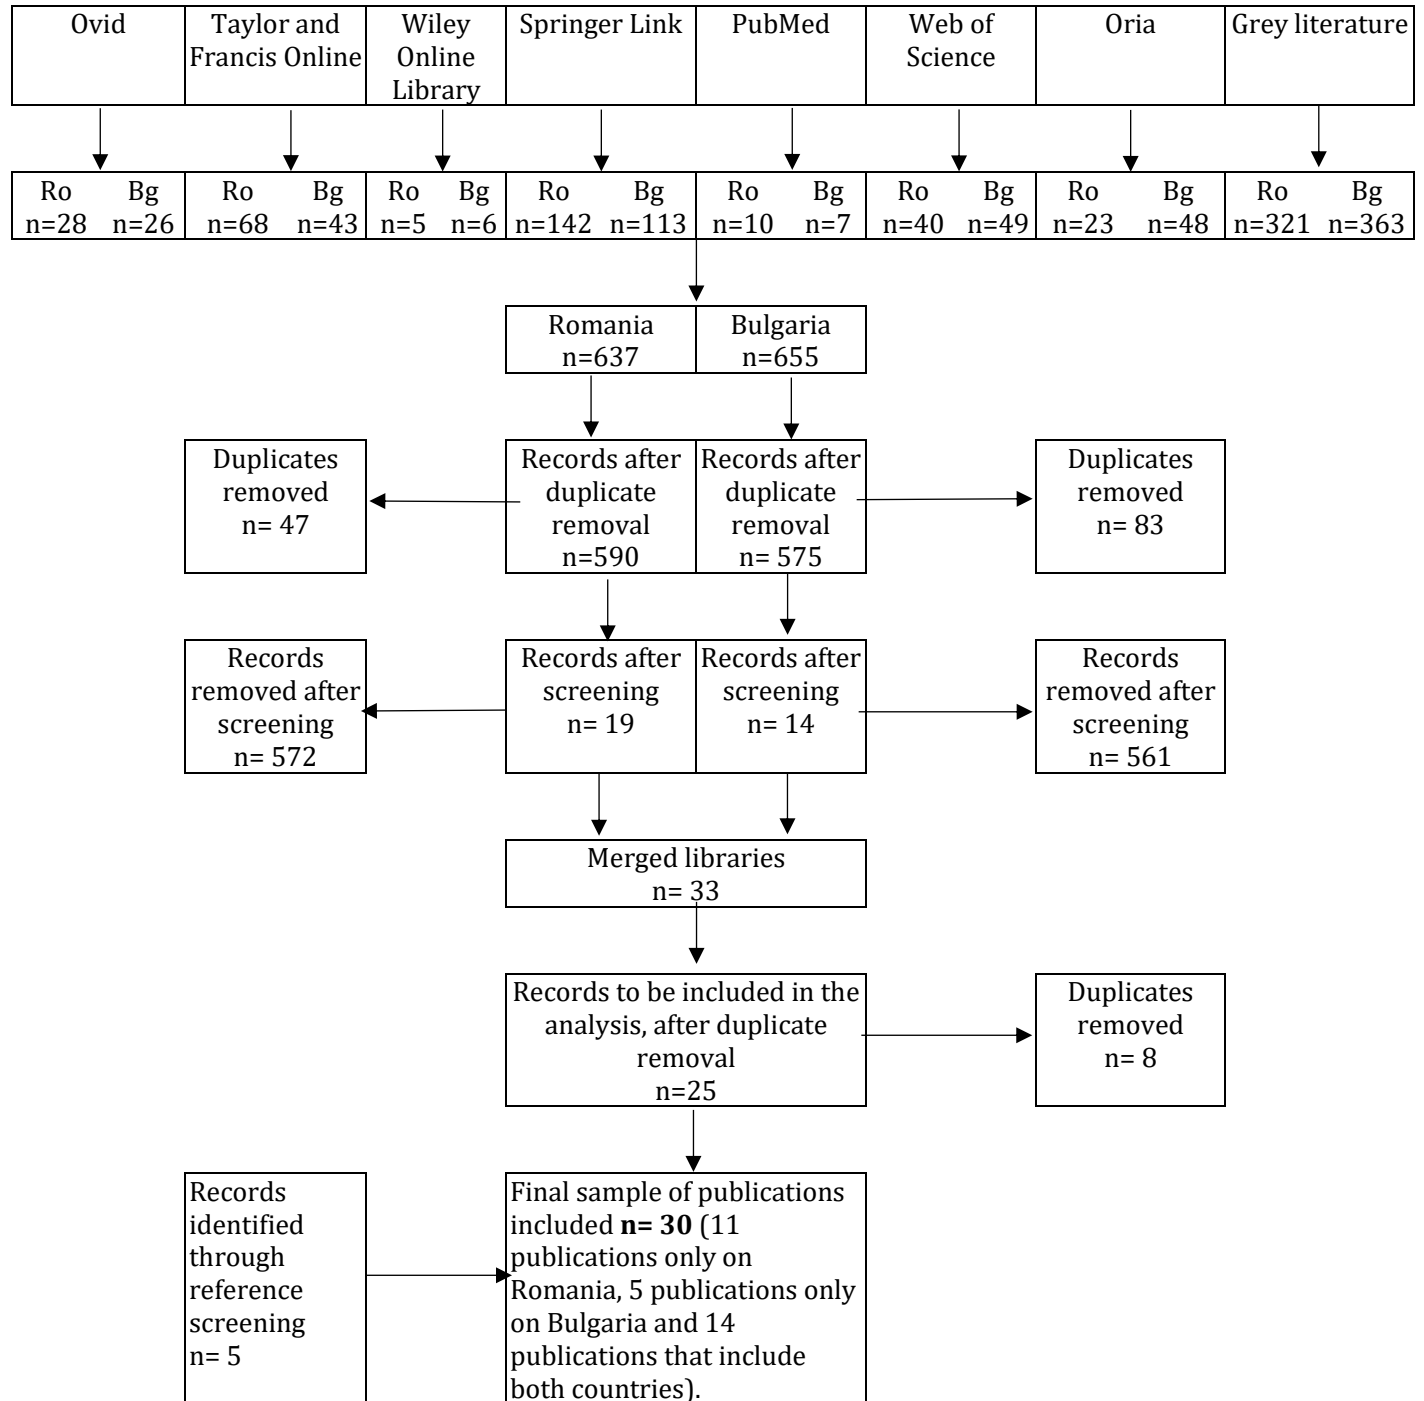 Ovid
Taylor and
Francis Online
Wiley
Online
Library
Springer Link
PubMed
Web of
Science
Oria
Grey literature
Ro Bg
n=28 n=26
Ro Bg
n=68 n=43
Ro Bg
n=5 n=6
Ro Bg
n=142 n=113
Ro Bg
n=10 n=7
Ro Bg
n=40 n=49
Ro Bg
n=23 n=48
Ro Bg
n=321 n=363
Romania
n=637
Bulgaria
n=655
Duplicates
removed
n= 47
Records after
duplicate
removal
n=590
Records after
duplicate
removal
n= 575
Duplicates
removed
n= 83
Records
removed after
screening
n= 572
Records after
screening
n= 19
Records after
screening
n= 14
Records
removed after
screening
n= 561
Merged libraries
n= 33
Records to be included in the
analysis, after duplicate
removal
n=25
Duplicates
removed
n= 8
Records
identified
through
reference
screening
n= 5
Final sample of publications
included n= 30 (11
publications only on
Romania, 5 publications only
on Bulgaria and 14
publications that include
both countries).